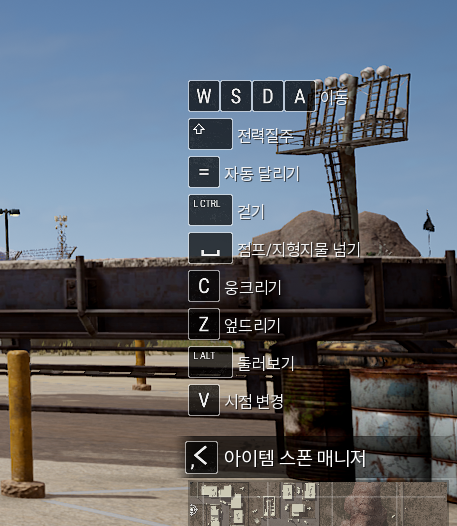 W S D A 이동
⇧ 전력질주
= 자동 달리기
L CTRL 걷기
⎵ 점프/지형지물 넘기
C 웅크리기
Z 엎드리기
L ALT 둘러보기
V 시점 변경
,< 아이템 스폰 매니저